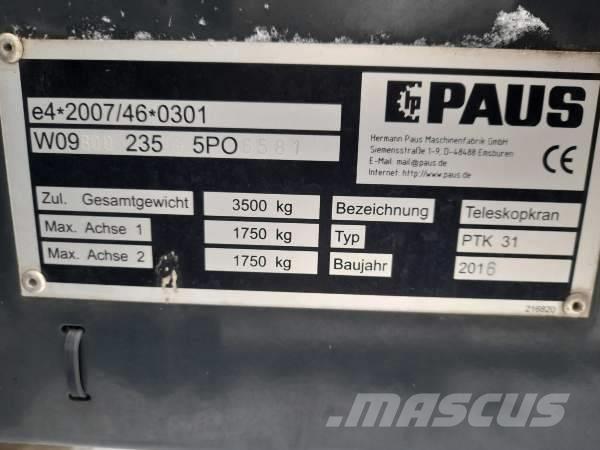 PAUS
Hermann Paus Maschinenfabrik GmbH
Siemensstraße 1-9, D-48488 Emsbüren
E-Mail: mail@paus.de
Internet: http://www.paus.de
CE
e4*2007/46*0301
W09 235 5PO
Zul. Gesamtgewicht 3500 kg
Max. Achse 1 1750 kg
Max. Achse 2 1750 kg
Bezeichnung Teleskopkran
Typ PTK 31
Baujahr 2016
216820
MASCUS